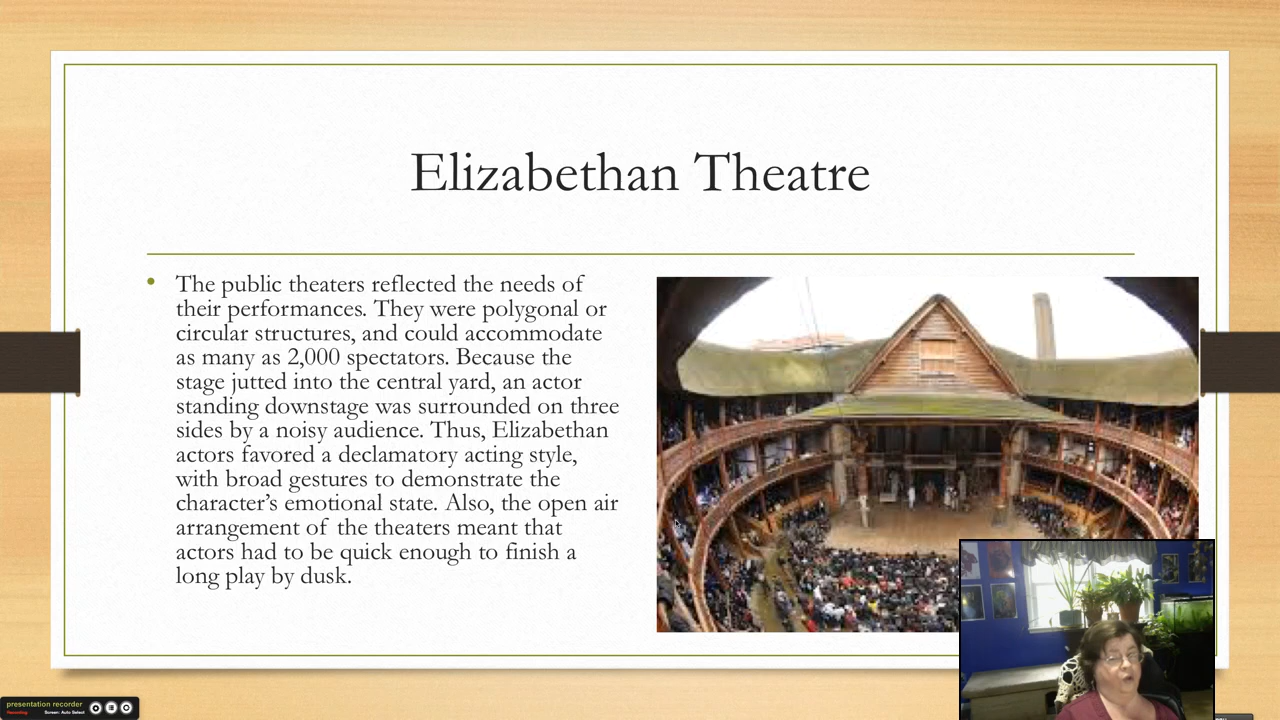 Elizabethan Theatre
The public theaters reflected the needs of
their performances. They were polygonal or
circular structures, and could accommodate
as many as 2,000 spectators. Because the
stage jutted into the central yard, an actor
standing downstage was surrounded on three
sides by a noisy audience. Thus, Elizabethan
actors favored a declamatory acting style,
with broad gestures to demonstrate the
character’s emotional state. Also, the open air
arrangement of the theaters meant that
actors had to be quick enough to finish a
long play by dusk.
presentation recorder
Recording Screen: Auto Select